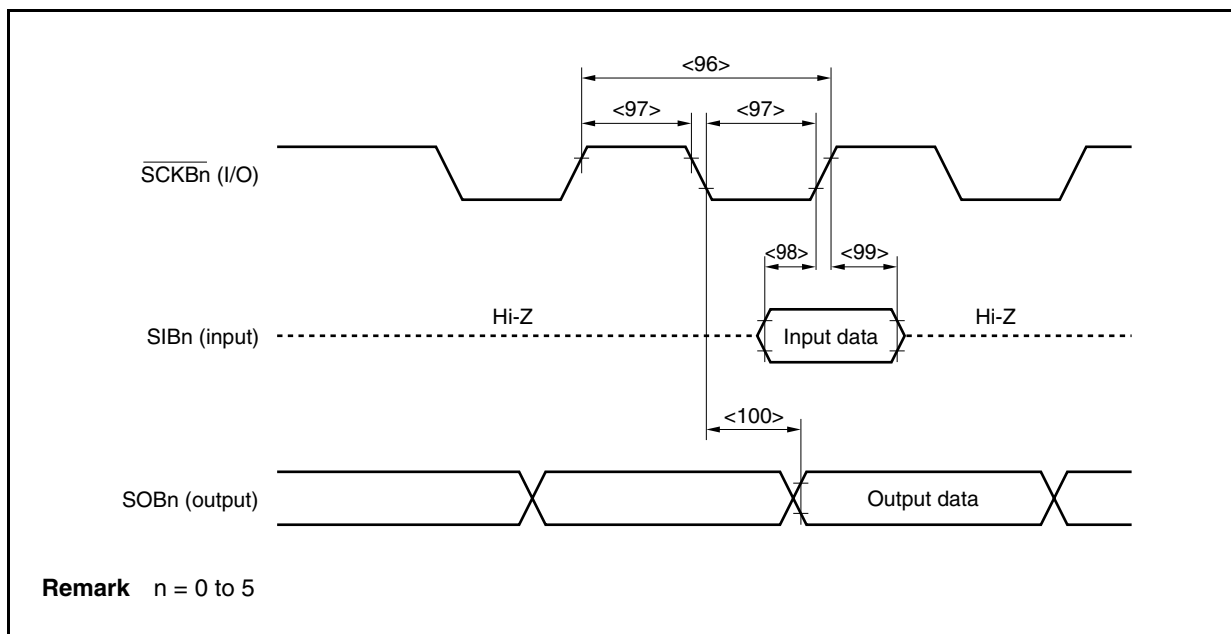 <96>
<97> <97>
SCKBn (I/O)
<98> <99>
Hi-Z Hi-Z
SIBn (input) Input data
<100>
SOBn (output) Output data
Remark n = 0 to 5